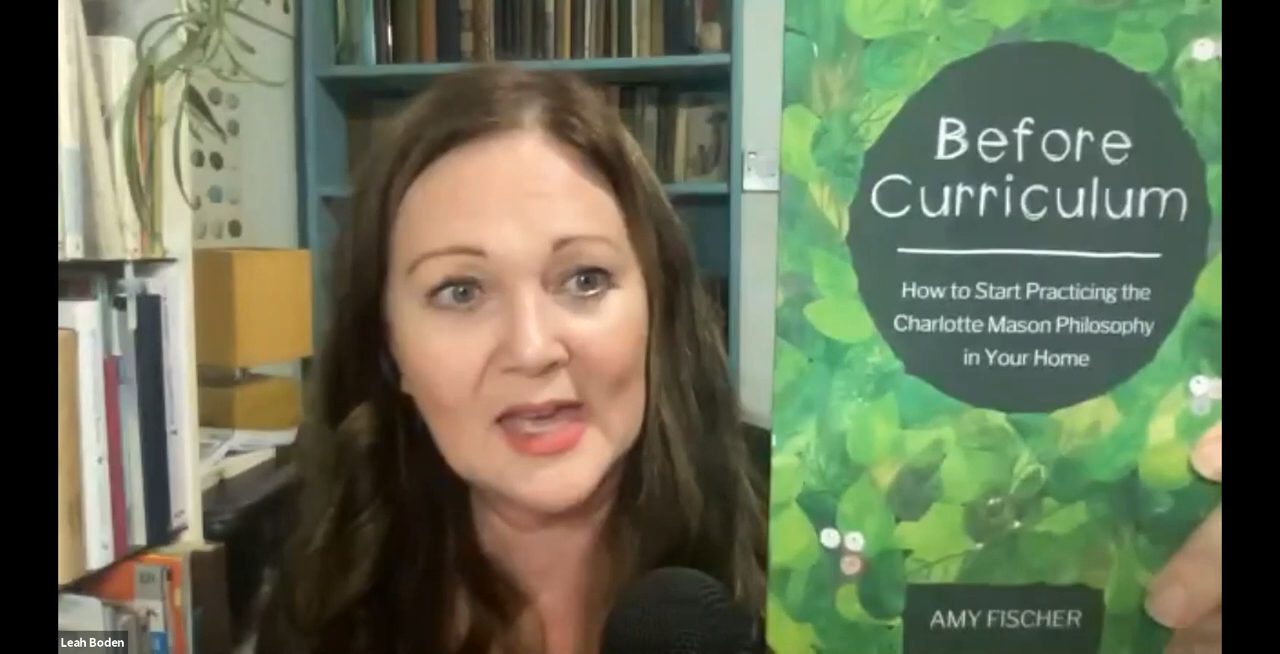 Before
Curriculum
How to Start Practicing the
Charlotte Mason Philosophy
in Your Home
AMY FISCHER
Leah Boden